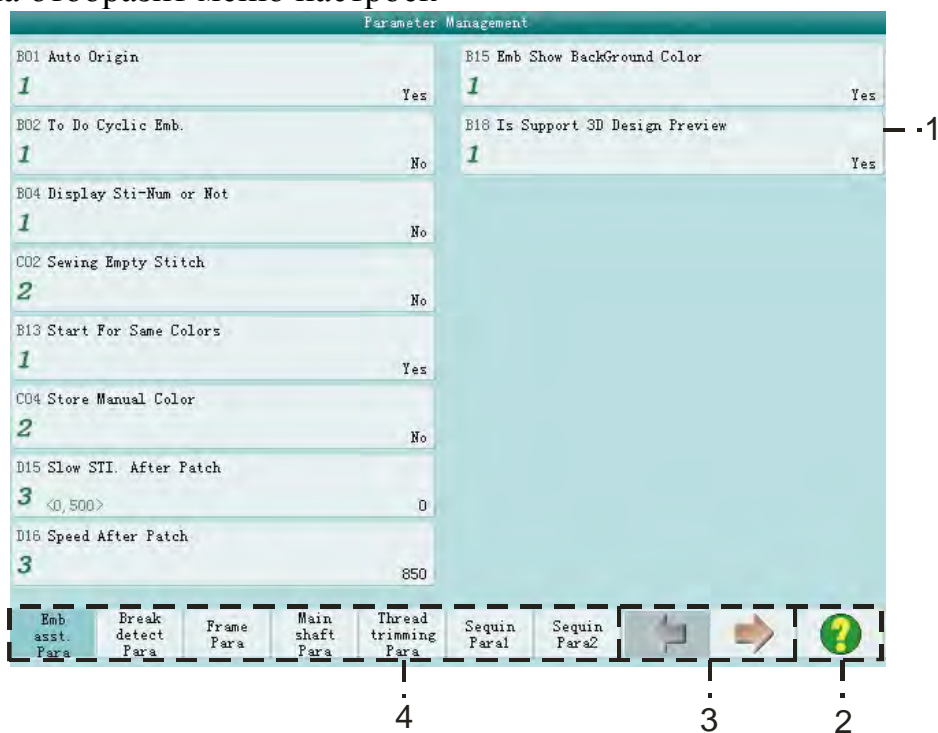 Parameter Management
B01 Auto Origin
1
Yes
B02 To Do Cyclic Emb.
1
No
B04 Display Sti-Num or Not
1
No
C02 Sewing Empty Stitch
2
No
B13 Start For Same Colors
1
Yes
C04 Store Manual Color
2
No
D15 Slow STI. After Patch
3 <0,500>
0
D16 Speed After Patch
3
850
B15 Emb Show BackGround Color
1
Yes
B18 Is Support 3D Design Preview
1
Yes
1
Emb
asst.
Para
Break
detect
Para
Frame
Para
Main
shaft
Para
Thread
trimming
Para
Sequin
Para1
Sequin
Para2
?
4
3
2